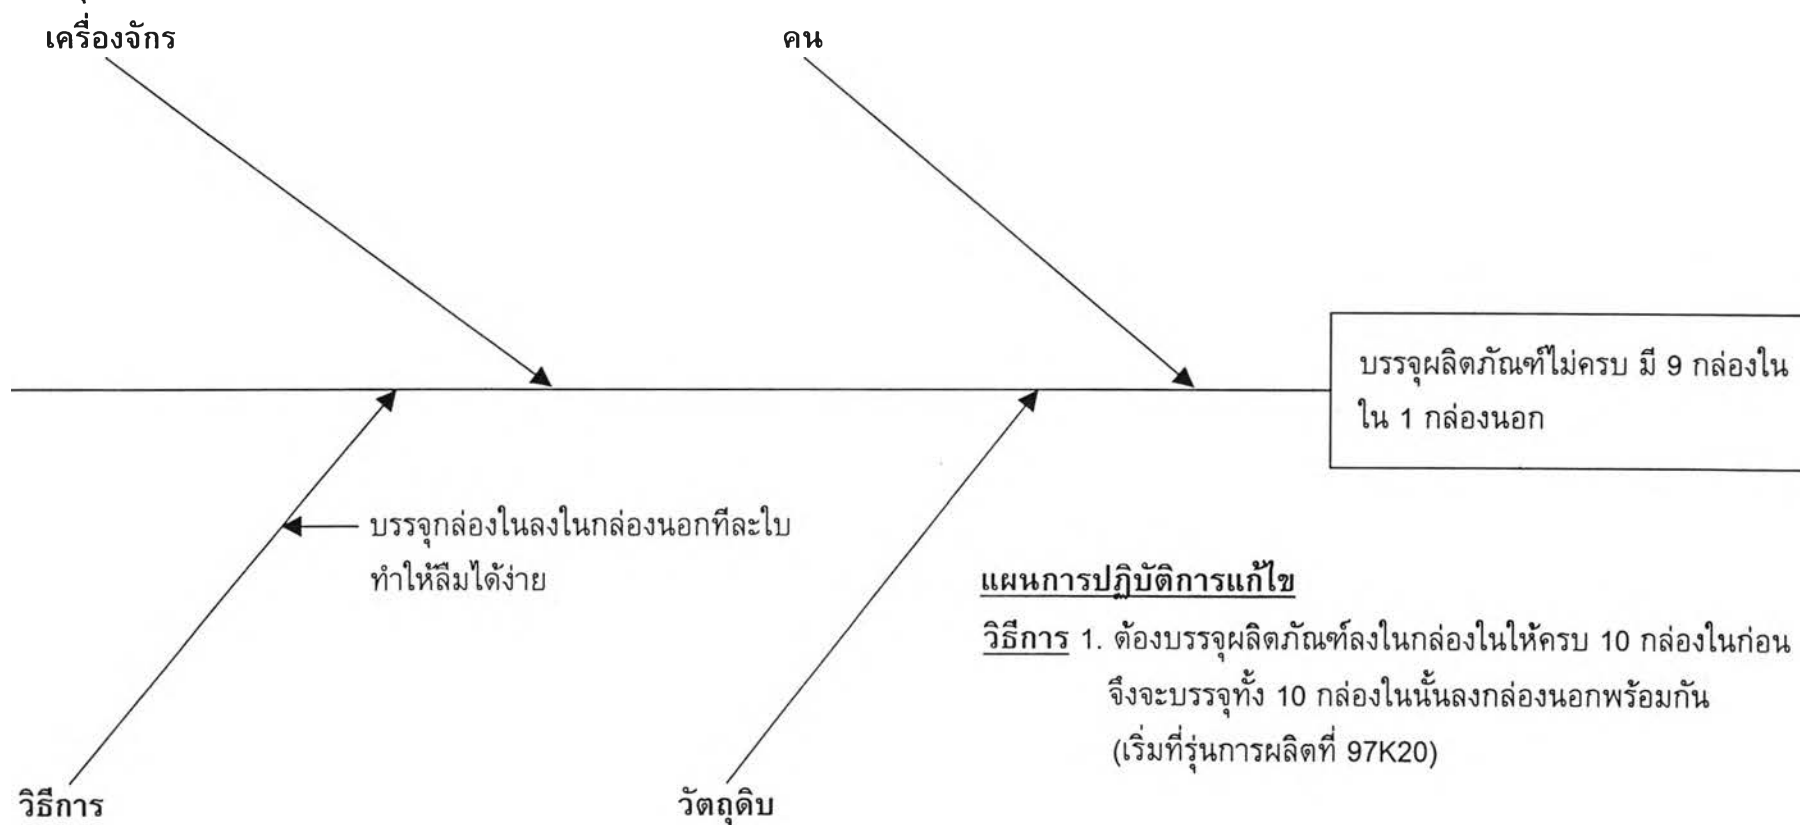 เครื่องจักร
คน
บรรจุผลิตภัณฑ์ไม่ครบ มี 9 กล่องใน
ใน 1 กล่องนอก
บรรจุกล่องในลงในกล่องนอกทีละใบ
ทำให้ลืมได้ง่าย
แผนการปฏิบัติการแก้ไข
วิธีการ 1. ต้องบรรจุผลิตภัณฑ์ลงในกล่องในให้ครบ 10 กล่องในก่อน
จึงจะบรรจุทั้ง 10 กล่องในนั้นลงกล่องนอกพร้อมกัน
(เริ่มที่รุ่นการผลิตที่ 97K20)
วิธีการ
วัตถุดิบ